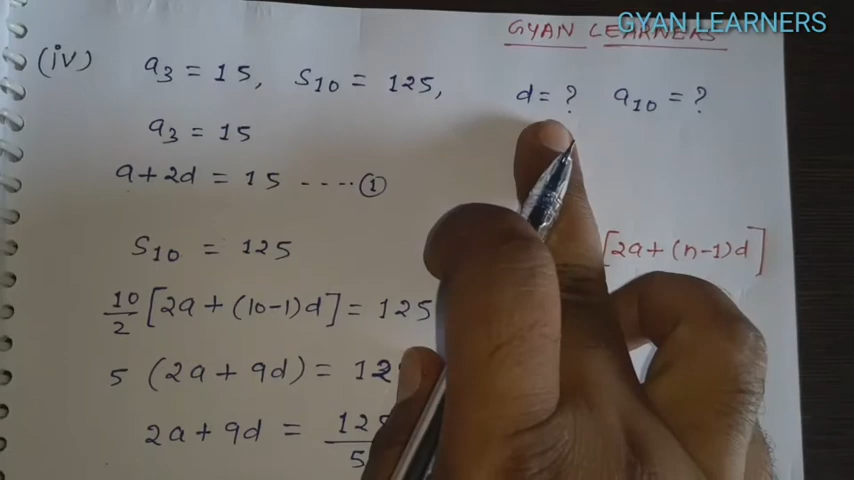 GYAN LEARNERS
GYAN LEARNERS
(iv) a₃ = 15, S₁₀ = 125, d = ? a₁₀ = ?
a₃ = 15
a + 2d = 15 ---- ①
S₁₀ = 125
[2a + (n-1)d]
10/2 [2a + (10-1)d] = 125
5 (2a + 9d) = 12
2a + 9d = 125/5